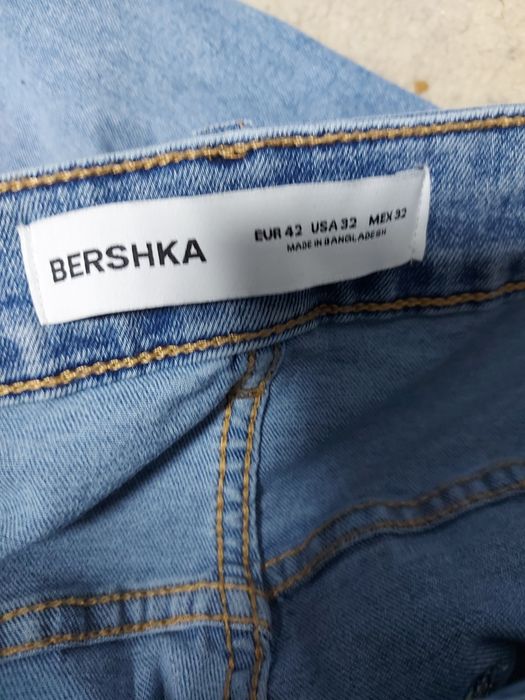 BERSHKA
EUR 42 USA 32 MEX 32
MADE IN BANGLADESH